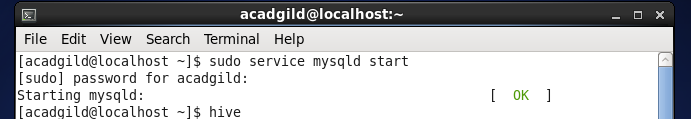 acadgild@localhost:~
File Edit View Search Terminal Help
[acadgild@localhost ~]$ sudo service mysqld start
[sudo] password for acadgild:
Starting mysqld: [ OK ]
[acadgild@localhost ~]$ hive